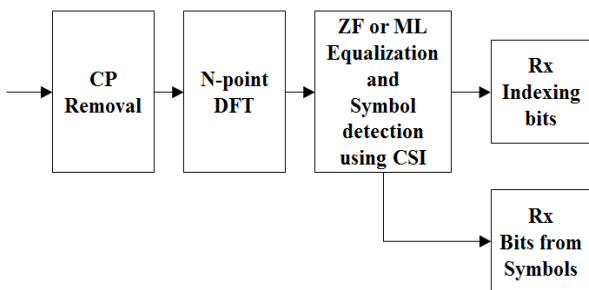 CP
Removal
N-point
DFT
ZF or ML
Equalization
and
Symbol
detection
using CSI
Rx
Indexing
bits
Rx
Bits from
Symbols